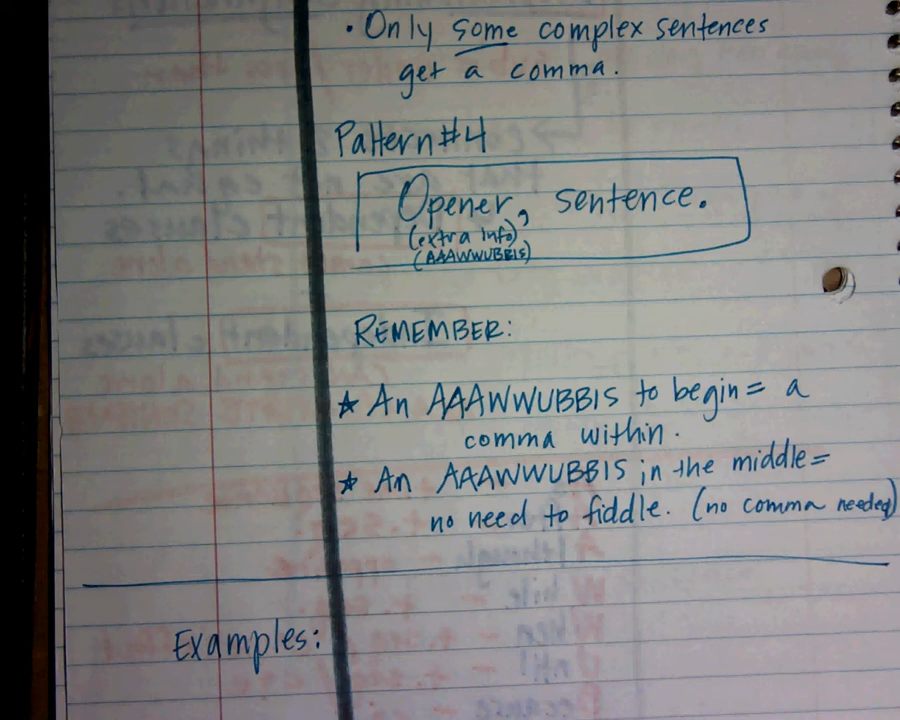 • Only some complex sentences
get a comma.
Pattern #4
Opener, sentence.
(extra info)
(AAAWWUBBIS)
REMEMBER:
★ An AAAWWUBBIS to begin = a
comma within.
★ An AAAWWUBBIS in the middle =
no need to fiddle. (no comma needed)
Examples: